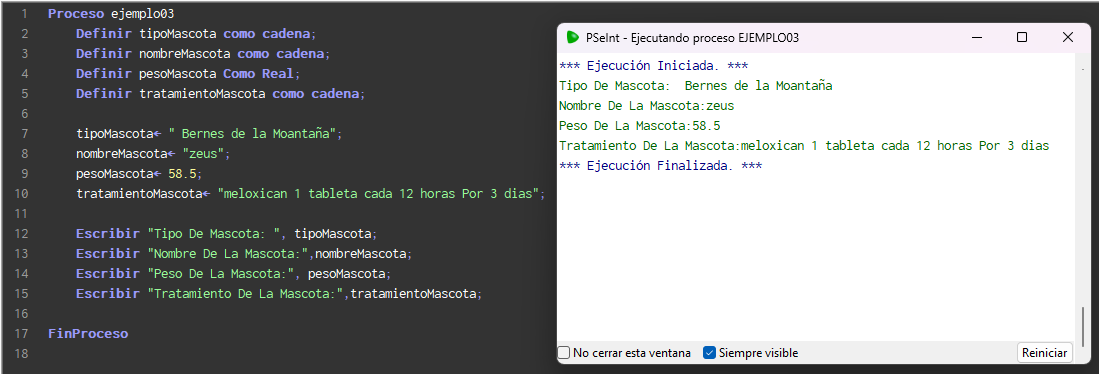 1 Proceso ejemplo03
2 Definir tipoMascota como cadena;
3 Definir nombreMascota como cadena;
4 Definir pesoMascota Como Real;
5 Definir tratamientoMascota como cadena;
6
7 tipoMascota← " Bernes de la Moantaña";
8 nombreMascota← "zeus";
9 pesoMascota← 58.5;
10 tratamientoMascota← "meloxican 1 tableta cada 12 horas Por 3 dias";
11
12 Escribir "Tipo De Mascota: ", tipoMascota;
13 Escribir "Nombre De La Mascota:",nombreMascota;
14 Escribir "Peso De La Mascota:", pesoMascota;
15 Escribir "Tratamiento De La Mascota:",tratamientoMascota;
16
17 FinProceso
18
PSeInt - Ejecutando proceso EJEMPLO03
*** Ejecución Iniciada. ***
Tipo De Mascota:  Bernes de la Moantaña
Nombre De La Mascota:zeus
Peso De La Mascota:58.5
Tratamiento De La Mascota:meloxican 1 tableta cada 12 horas Por 3 dias
*** Ejecución Finalizada. ***
No cerrar esta ventana Siempre visible Reiniciar